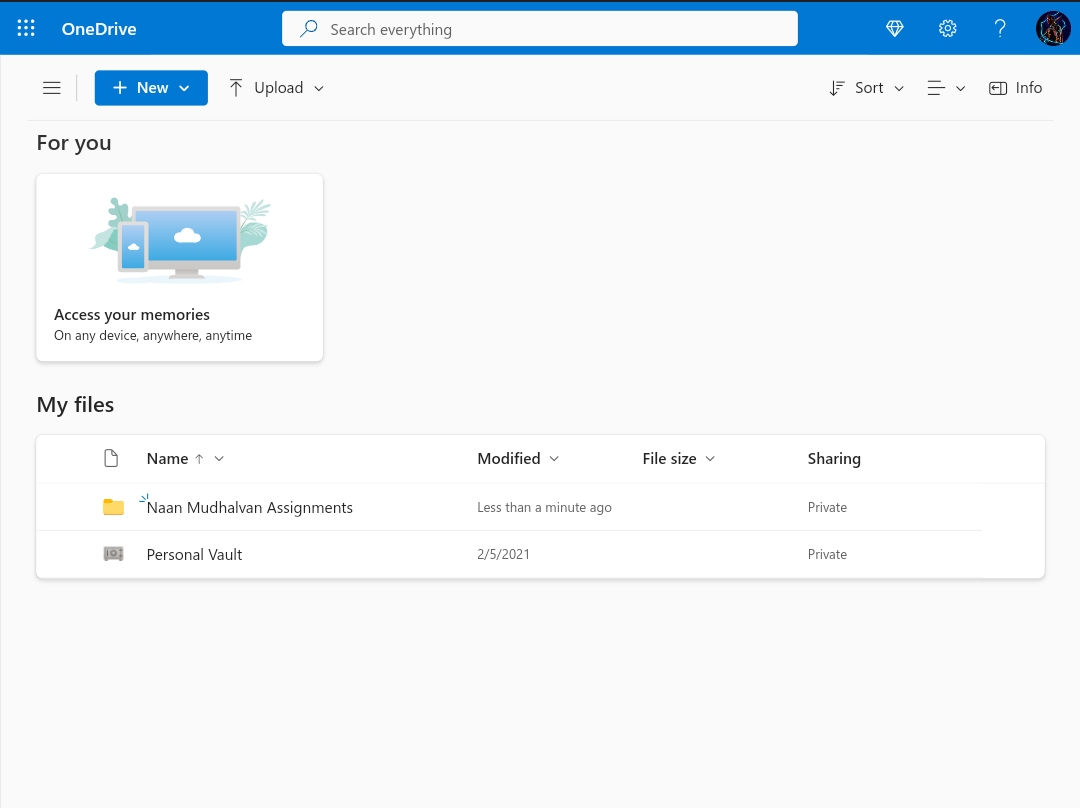 OneDrive Search everything
New Upload Sort Info
For you
Access your memories
On any device, anywhere, anytime
My files
Name Modified File size Sharing
Naan Mudhalvan Assignments Less than a minute ago Private
Personal Vault 2/5/2021 Private